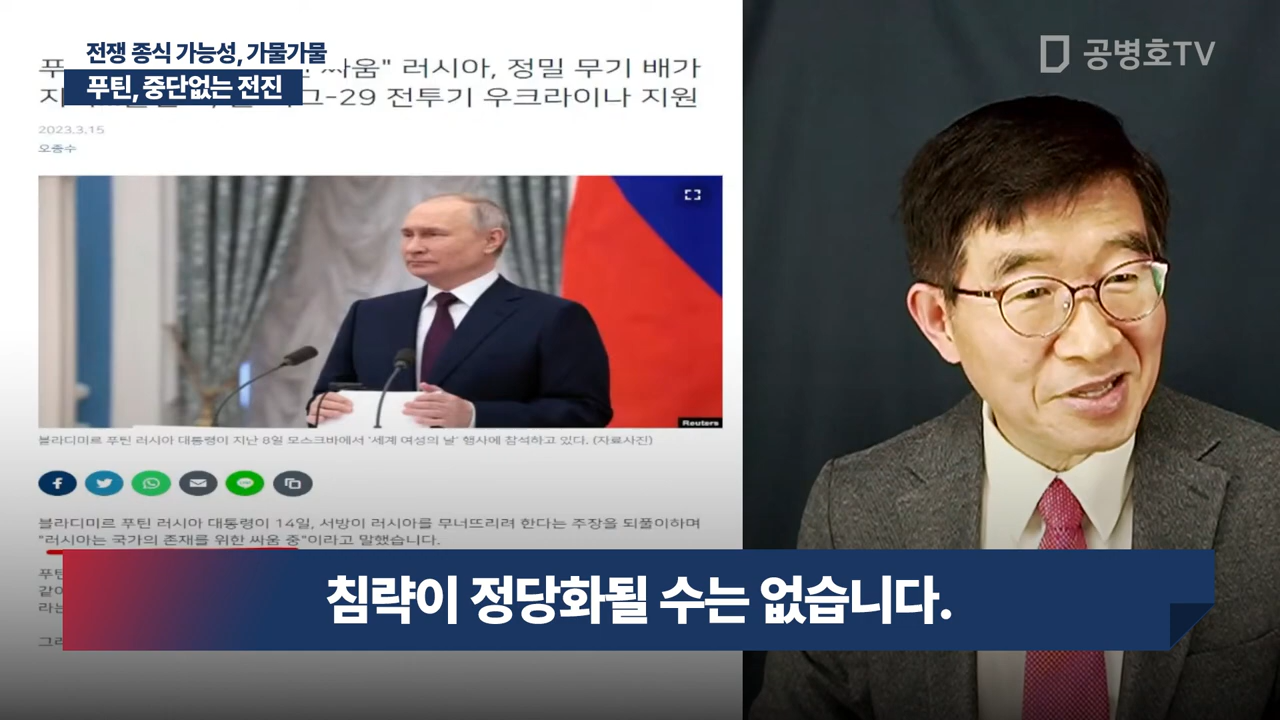 전쟁 종식 가능성, 가물가물
푸틴, 중단없는 전진
공병호TV
푸 싸움" 러시아, 정밀 무기 배가
지 그-29 전투기 우크라이나 지원
2023.3.15
오종수
Reuters
블라디미르 푸틴 러시아 대통령이 지난 8일 모스크바에서 '세계 여성의 날' 행사에 참석하고 있다. (자료사진)
블라디미르 푸틴 러시아 대통령이 14일, 서방이 러시아를 무너뜨리려 한다는 주장을 되풀이하며
"러시아는 국가의 존재를 위한 싸움 중"이라고 말했습니다.
침략이 정당화될 수는 없습니다.